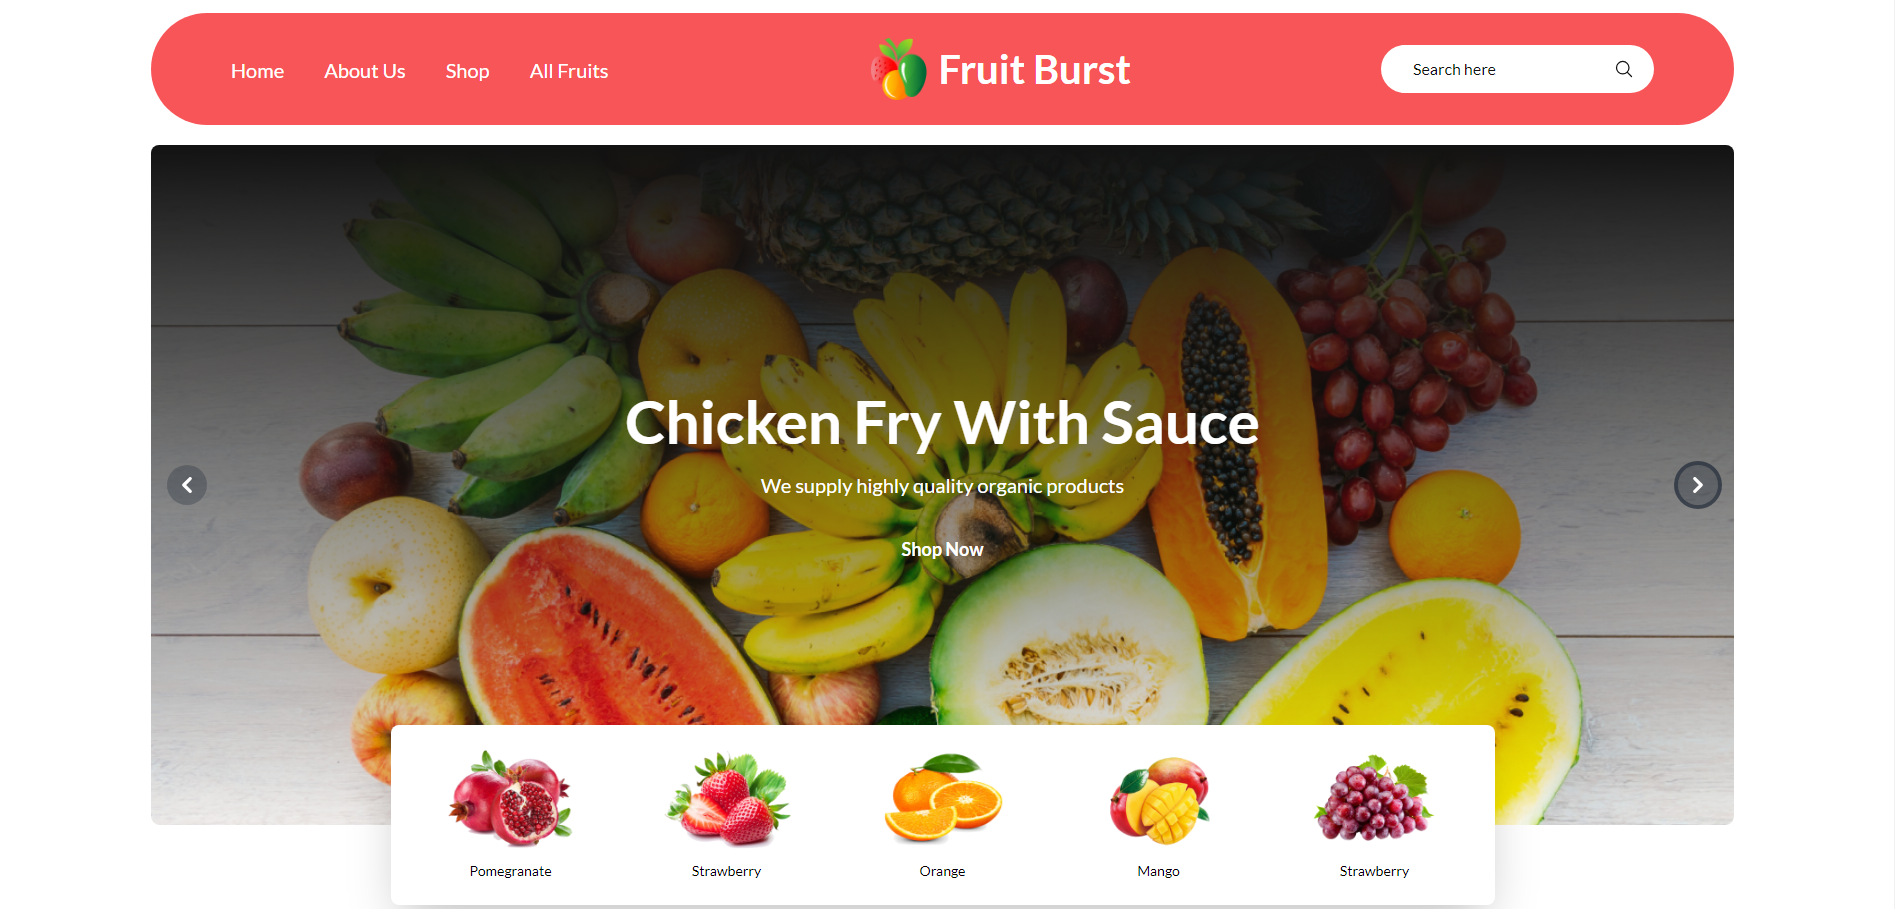 Home About Us Shop All Fruits Fruit Burst Search here
Chicken Fry With Sauce
We supply highly quality organic products
Shop Now
Pomegranate Strawberry Orange Mango Strawberry